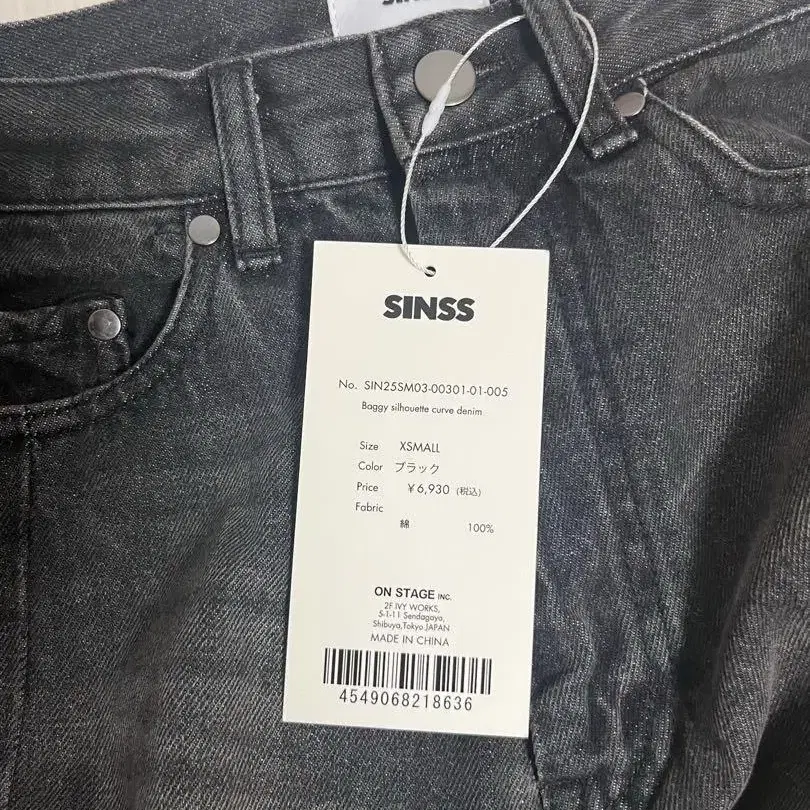 SINSS
SINSS
No. SIN25SM03-00301-01-005
Baggy silhouette curve denim
Size XSMALL
Color ブラック
Price ¥6,930 (税込)
Fabric
綿 100%
ON STAGE INC.
2F IVY WORKS,
5-1-11 Sendagaya,
Shibuya,Tokyo JAPAN
MADE IN CHINA
4549068218636